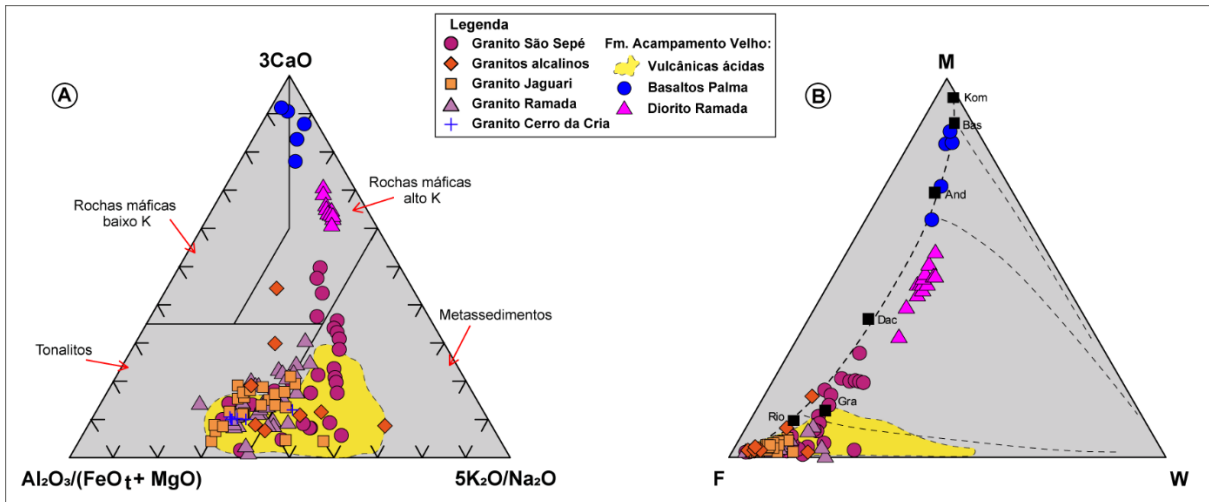 Legenda
Granito São Sepé
Granitos alcalinos
Granito Jaguari
Granito Ramada
Granito Cerro da Cria
Fm. Acampamento Velho:
Vulcânicas ácidas
Basaltos Palma
Diorito Ramada
A
3CaO
Rochas máficas
alto K
Rochas máficas
baixo K
Metassedimentos
Tonalitos
Al₂O₃/(FeOt+ MgO)
5K₂O/Na₂O
B
M
Kom
Bas
And
Dac
Gra
Rio
F
W